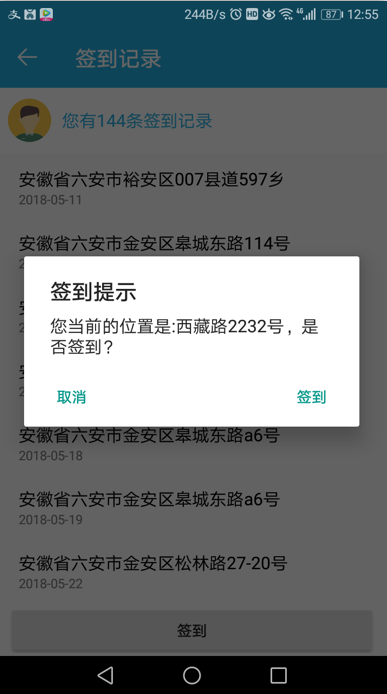 支
244B/s HD 4G 87 12:55
签到记录
您有144条签到记录
安徽省六安市裕安区007县道597乡
2018-05-11
安徽省六安市金安区皋城东路114号
签到提示
您当前的位置是:西藏路2232号，是
否签到？
取消
签到
安徽省六安市金安区皋城东路a6号
2018-05-18
安徽省六安市金安区皋城东路a6号
2018-05-19
安徽省六安市金安区松林路27-20号
2018-05-22
签到